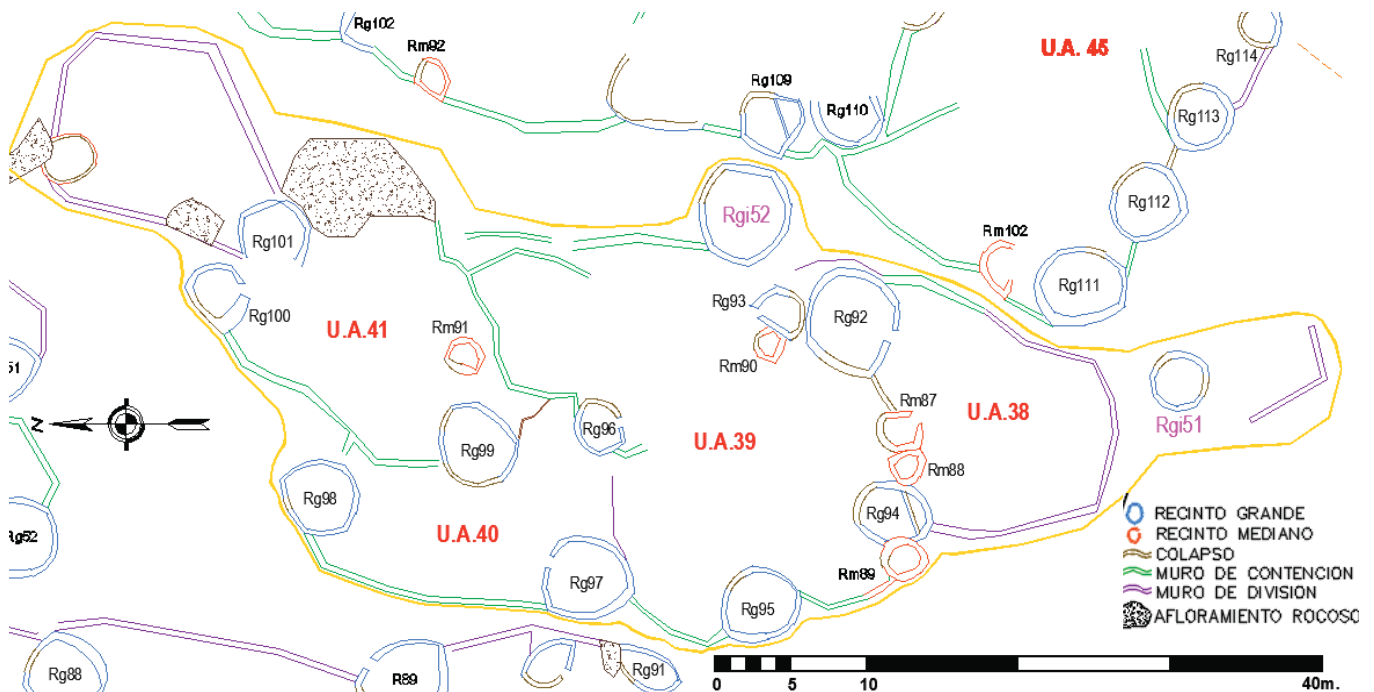 Rg102
Rm92
U.A. 45
Rg114
Rg109
Rg110
Rg113
Rgi52
Rg112
Rg101
Rm102
Rg111
Rg100
Rg93
Rg92
U.A.41
Rm91
Rm90
51
Rm87
U.A.38
Rgi51
N
Rg96
U.A.39
Rg99
Rm88
Rg98
Rg94
RECINTO GRANDE
Rg52
U.A.40
RECINTO MEDIANO
COLAPSO
Rm89
MURO DE CONTENCION
Rg97
MURO DE DIVISION
Rg95
AFLORAMIENTO ROCOSO
Rg88
R89
Rg91
0 5 10 40m.